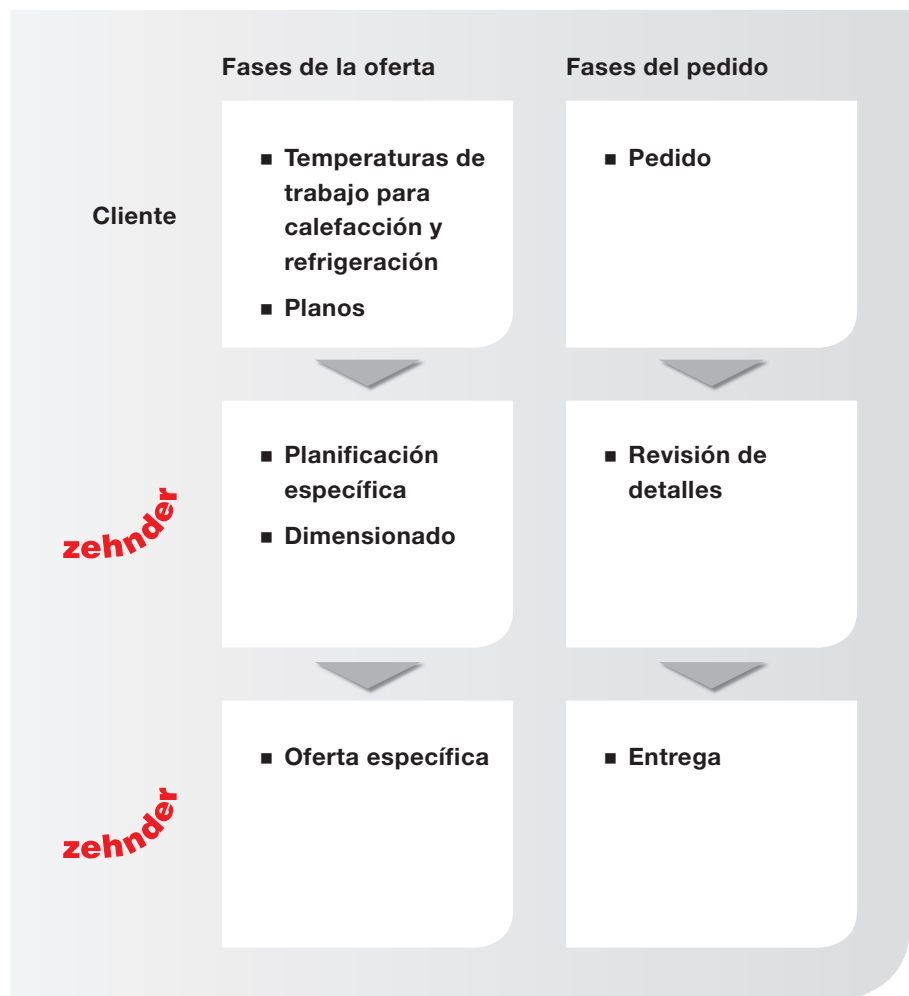 Fases de la oferta
Fases del pedido
Cliente
■ Temperaturas de
trabajo para
calefacción y
refrigeración
■ Planos
■ Pedido
zehnder
■ Planificación
específica
■ Dimensionado
■ Revisión de
detalles
zehnder
■ Oferta específica
■ Entrega